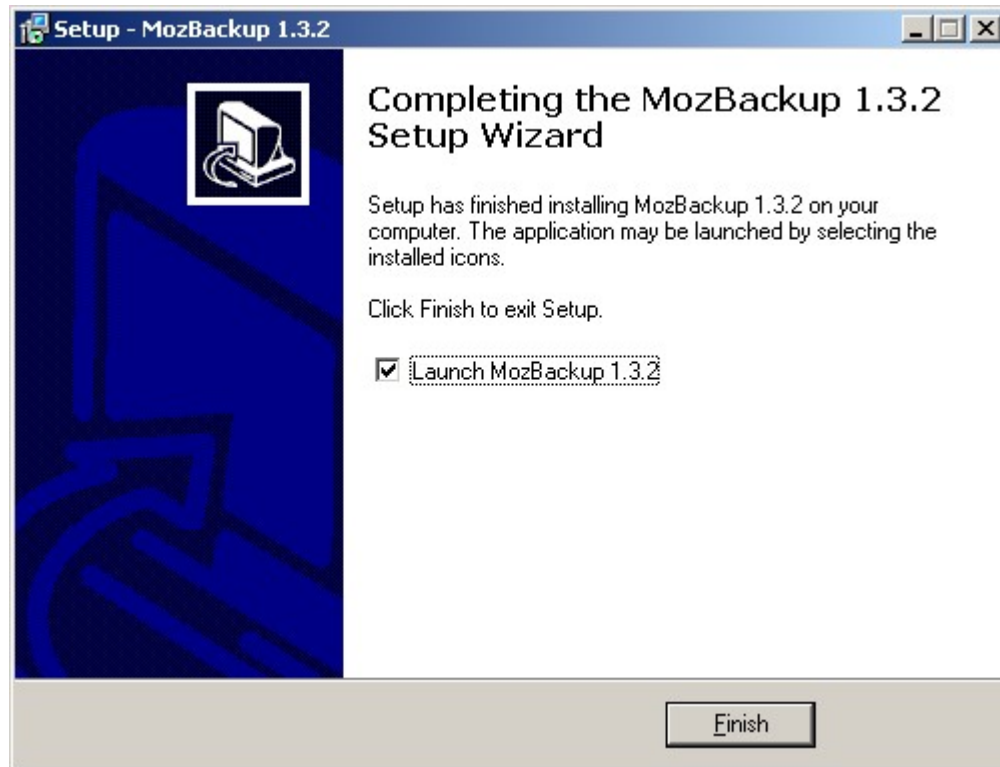 Setup - MozBackup 1.3.2
Completing the MozBackup 1.3.2
Setup Wizard
Setup has finished installing MozBackup 1.3.2 on your
computer. The application may be launched by selecting the
installed icons.
Click Finish to exit Setup.
Launch MozBackup 1.3.2
Finish